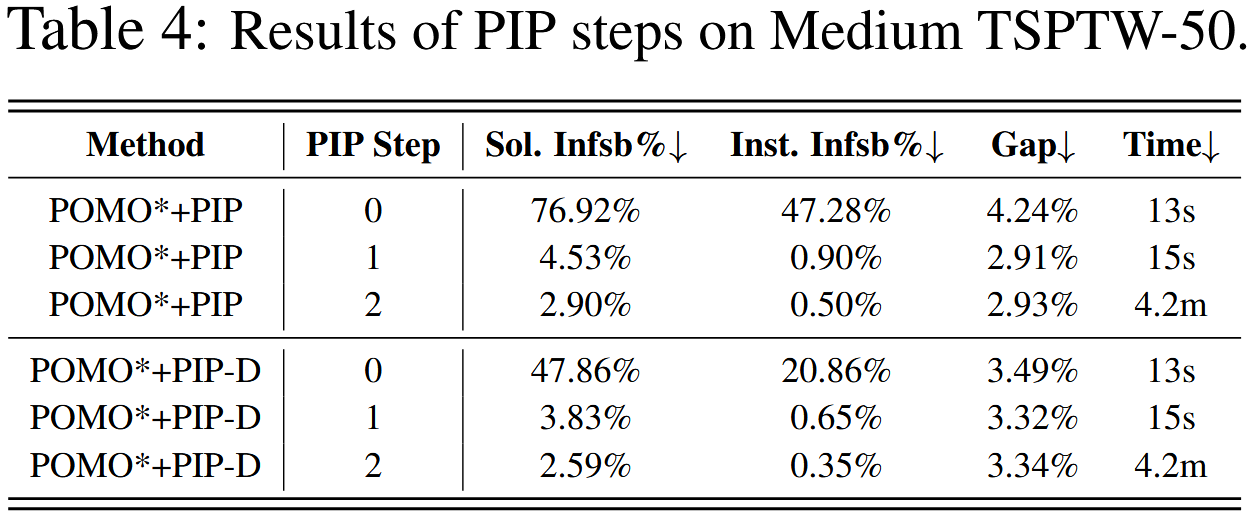 Table 4: Results of PIP steps on Medium TSPTW-50.
Method PIP Step Sol. Infsb%↓ Inst. Infsb%↓ Gap↓ Time↓
POMO*+PIP 0 76.92% 47.28% 4.24% 13s
POMO*+PIP 1 4.53% 0.90% 2.91% 15s
POMO*+PIP 2 2.90% 0.50% 2.93% 4.2m
POMO*+PIP-D 0 47.86% 20.86% 3.49% 13s
POMO*+PIP-D 1 3.83% 0.65% 3.32% 15s
POMO*+PIP-D 2 2.59% 0.35% 3.34% 4.2m